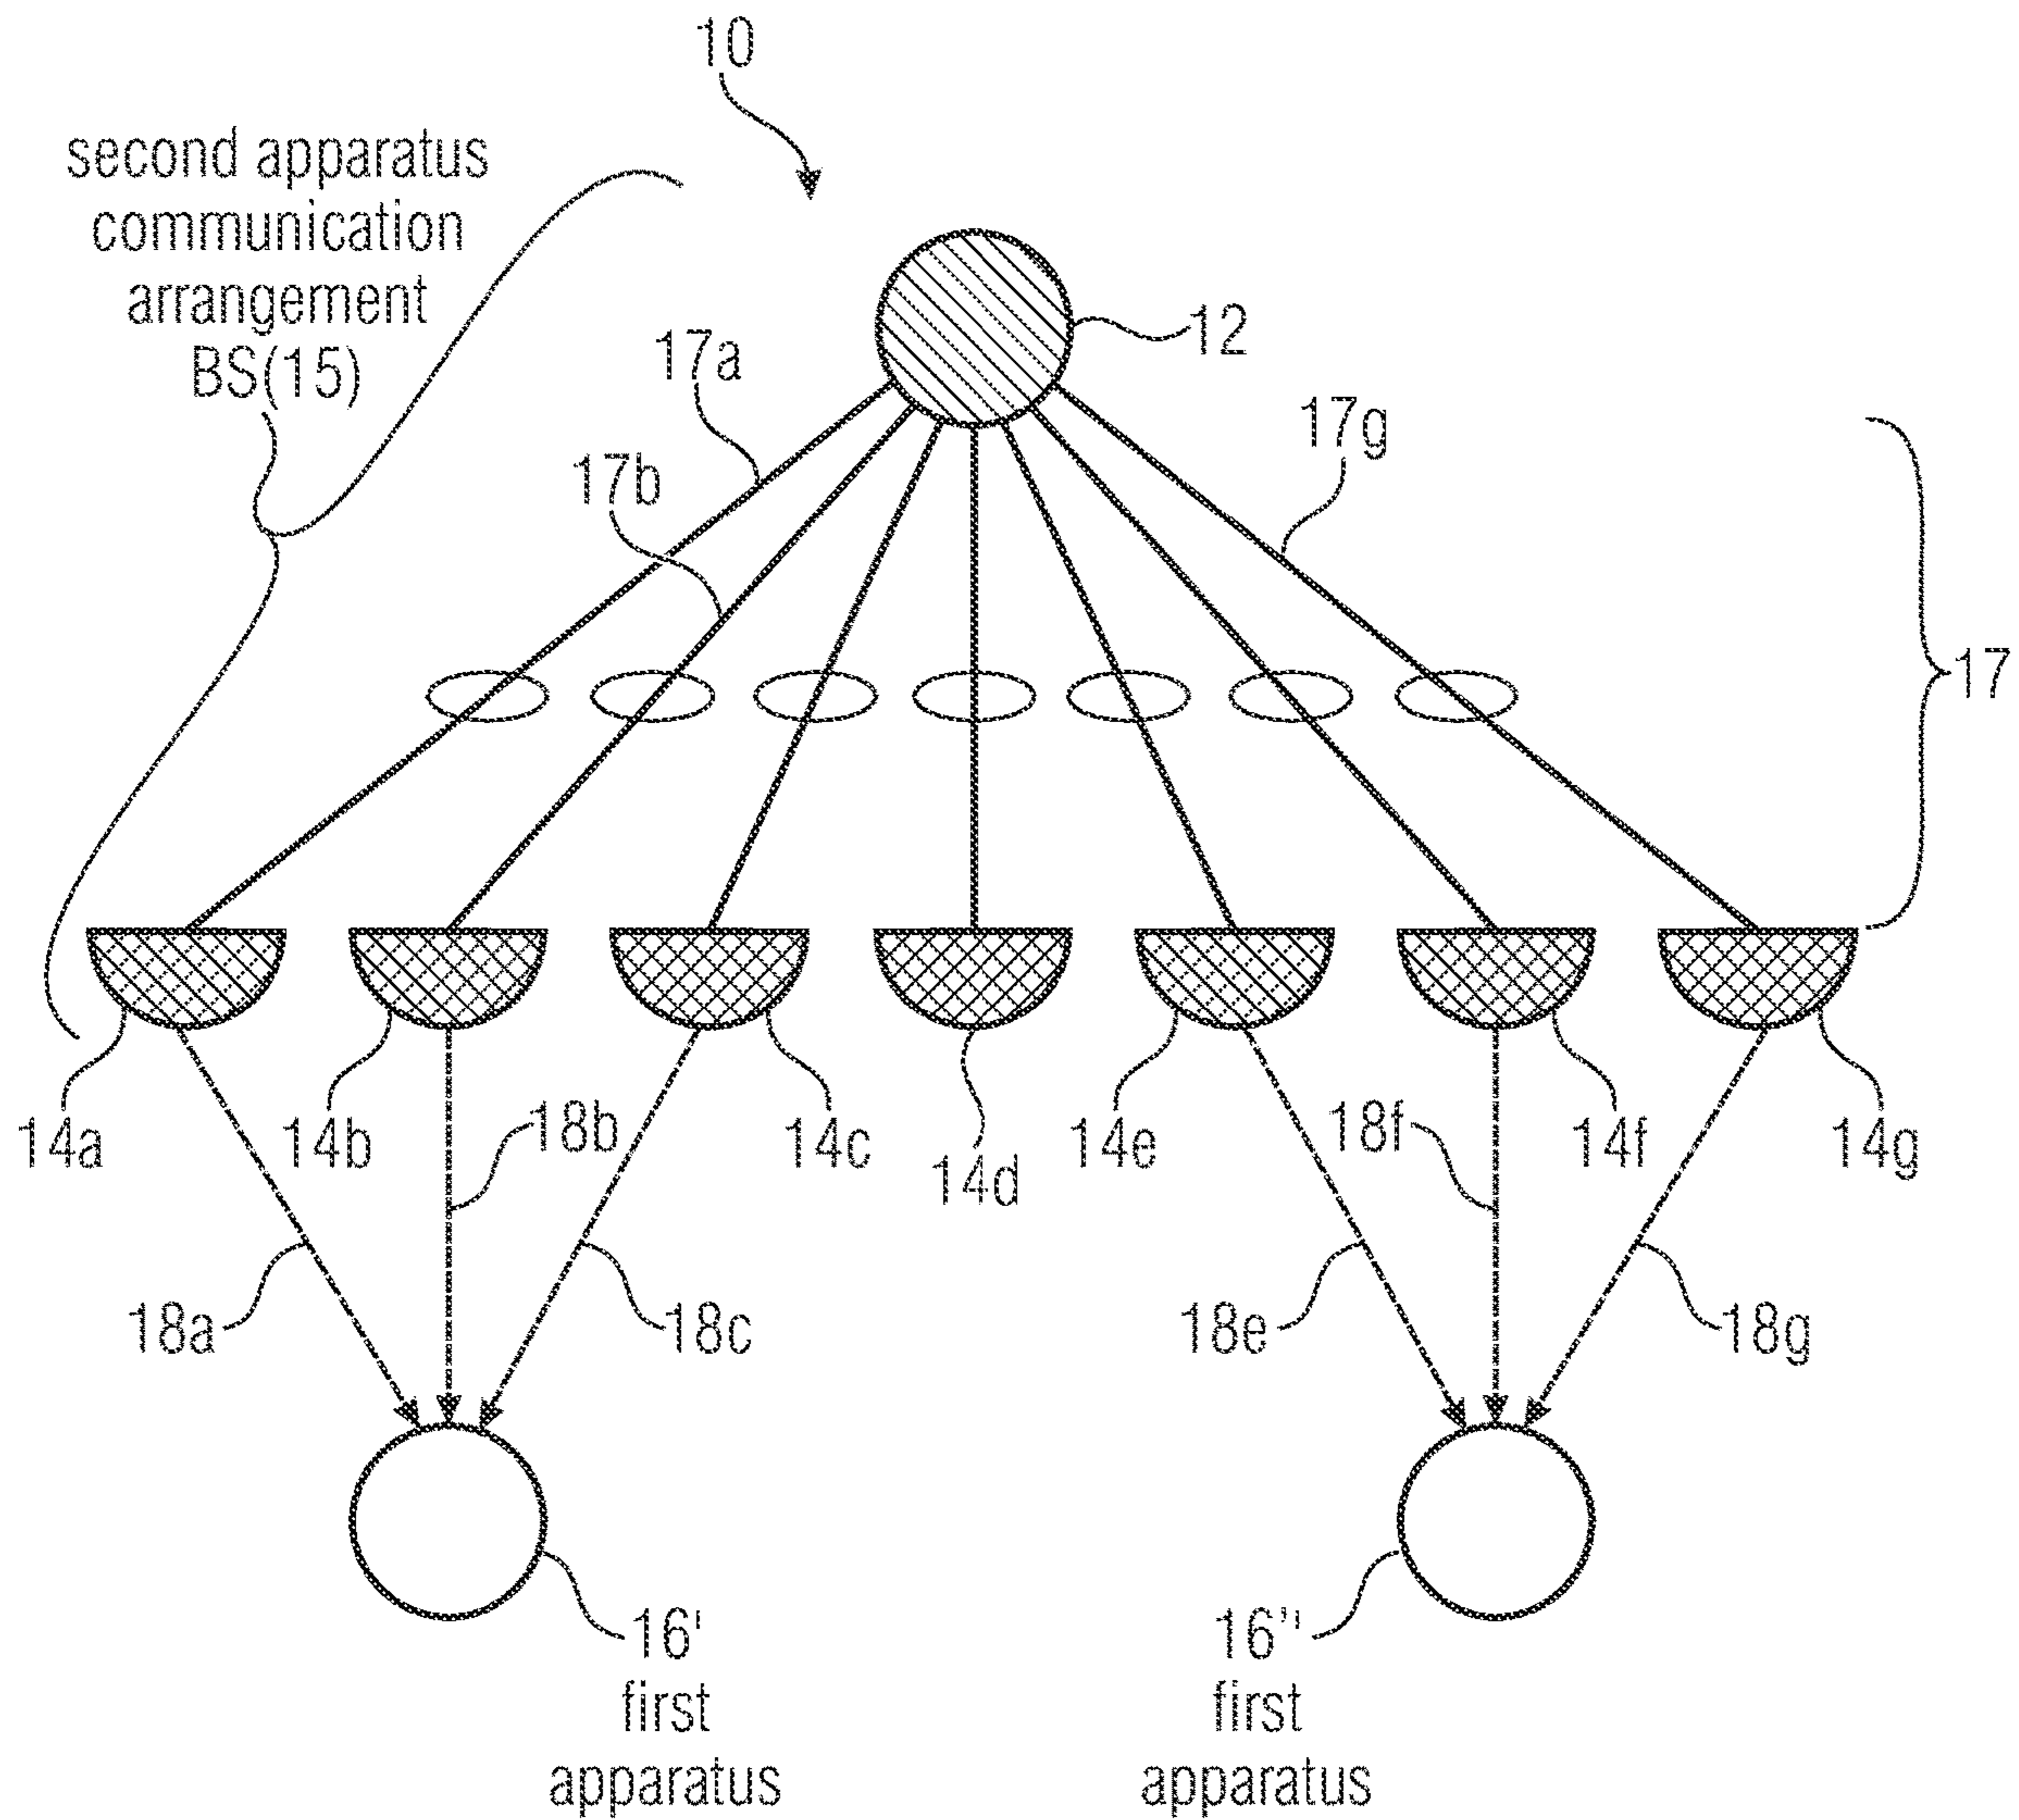 10
second apparatus
communication
arrangement
BS(15)
12
17a
17g
17b
17
14a
14b
18b
14c
14d
14e
18f
14f
14g
18a
18c
18e
18g
16'
first
apparatus
16''
first
apparatus